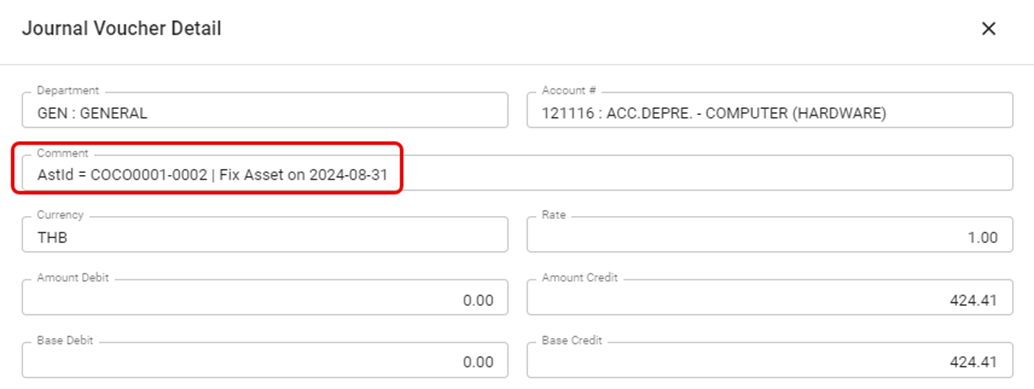 Journal Voucher Detail
Department
GEN : GENERAL
Account #
121116 : ACC.DEPRE. - COMPUTER (HARDWARE)
Comment
AstId = COCO0001-0002 | Fix Asset on 2024-08-31
Currency
THB
Rate
1.00
Amount Debit
0.00
Amount Credit
424.41
Base Debit
0.00
Base Credit
424.41